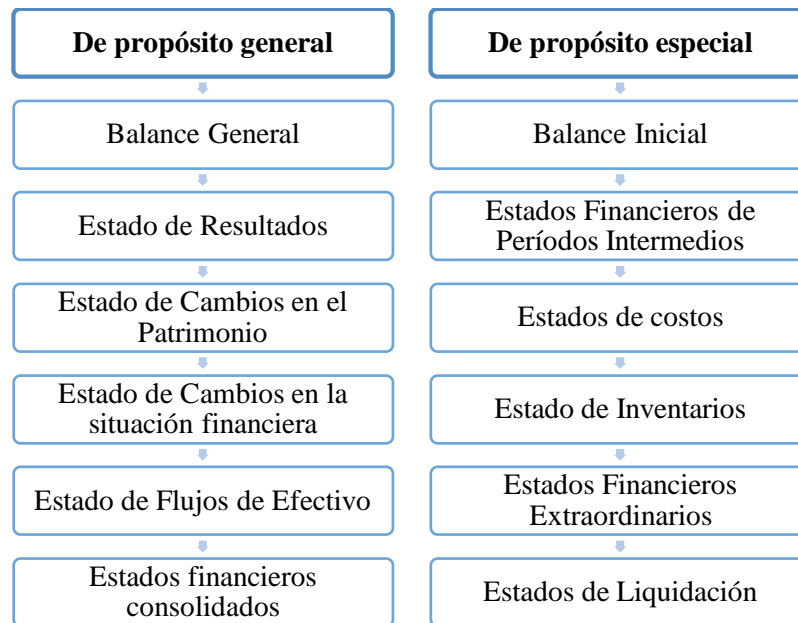 De propósito general
Balance General
Estado de Resultados
Estado de Cambios en el
Patrimonio
Estado de Cambios en la
situación financiera
Estado de Flujos de Efectivo
Estados financieros
consolidados
De propósito especial
Balance Inicial
Estados Financieros de
Períodos Intermedios
Estados de costos
Estado de Inventarios
Estados Financieros
Extraordinarios
Estados de Liquidación